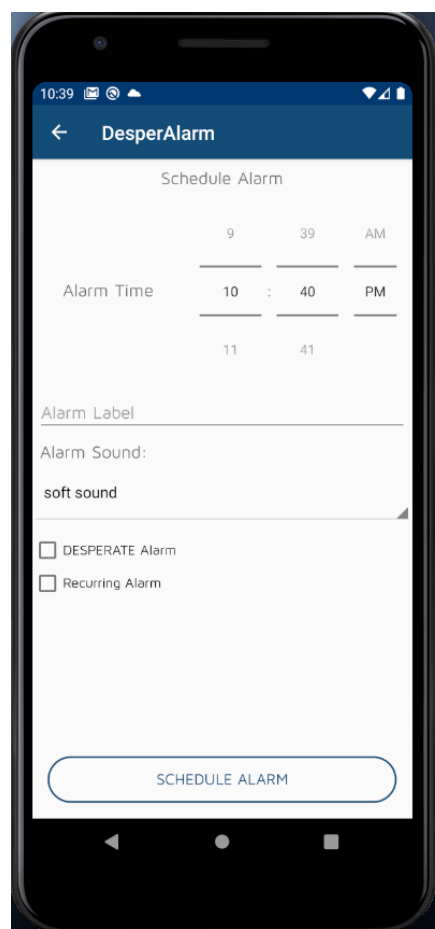 10:39
DesperAlarm
Schedule Alarm
9 39 AM
Alarm Time 10 : 40 PM
11 41
Alarm Label
Alarm Sound:
soft sound
DESPERATE Alarm
Recurring Alarm
SCHEDULE ALARM